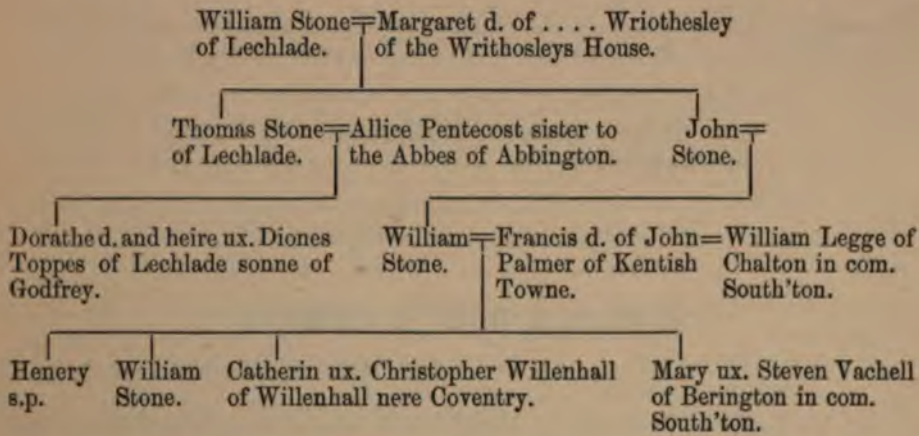 William Stone=Margaret d. of . . . . Wriothesley
of Lechlade. of the Writhosleys House.
Thomas Stone=Allice Pentecost sister to John=
of Lechlade. the Abbes of Abbington. Stone.
Dorathe d. and heire ux. Diones William=Francis d. of John=William Legge of
Toppes of Lechlade sonne of Stone. Palmer of Kentish Chalton in com.
Godfrey. Towne. South'ton.
Henery William Catherin ux. Christopher Willenhall Mary ux. Steven Vachell
s.p. Stone. of Willenhall nere Coventry. of Berington in com.
South'ton.